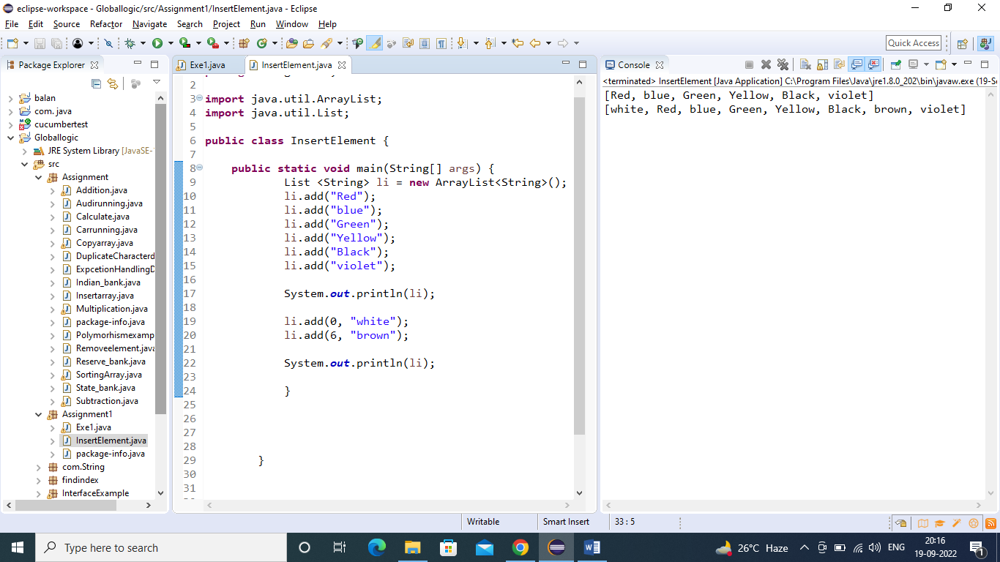 eclipse-workspace - Globallogic/src/Assignment1/InsertElement.java - Eclipse
File Edit Source Refactor Navigate Search Project Run Window Help
Quick Access
Package Explorer
balan
com. java
cucumbertest
Globallogic
JRE System Library [JavaSE-
src
Assignment
Addition.java
Audirunning.java
Calculate.java
Carrunning.java
Copyarray.java
DuplicateCharacterd
ExpcetionHandlingD
Indian_bank.java
Insertarray.java
Multiplication.java
package-info.java
Polymorhismexamp
Removeelement.java
Reserve_bank.java
SortingArray.java
State_bank.java
Subtraction.java
Assignment1
Exe1.java
InsertElement.java
package-info.java
com.String
findindex
InterfaceExample
Exe1.java InsertElement.java
2
3 import java.util.ArrayList;
4 import java.util.List;
5
6 public class InsertElement {
7
8 public static void main(String[] args) {
9 List <String> li = new ArrayList<String>();
10 li.add("Red");
11 li.add("blue");
12 li.add("Green");
13 li.add("Yellow");
14 li.add("Black");
15 li.add("violet");
16
17 System.out.println(li);
18
19 li.add(0, "white");
20 li.add(6, "brown");
21
22 System.out.println(li);
23
24 }
25
26
27
28
29 }
30
31
Console
<terminated> InsertElement [Java Application] C:\Program Files\Java\jre1.8.0_202\bin\javaw.exe (19-Se
[Red, blue, Green, Yellow, Black, violet]
[white, Red, blue, Green, Yellow, Black, brown, violet]
Writable Smart Insert 33 : 5
Type here to search
26°C Haze
ENG
20:16
19-09-2022
1